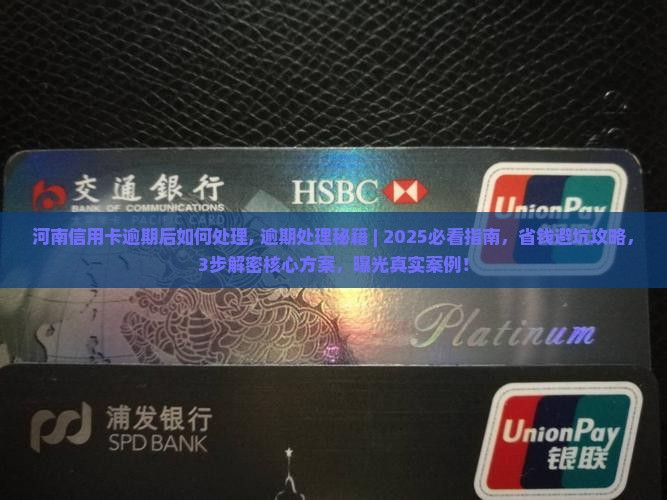 交通銀行
BANK OF COMMUNICATIONS
HSBC
UnionPay
河南信用卡逾期后如何处理, 逾期处理秘籍 | 2025必看指南，省钱避坑攻略，
3步解密核心方案，曝光真实案例！
Platinum
浦发银行
SPD BANK
UnionPay
银联